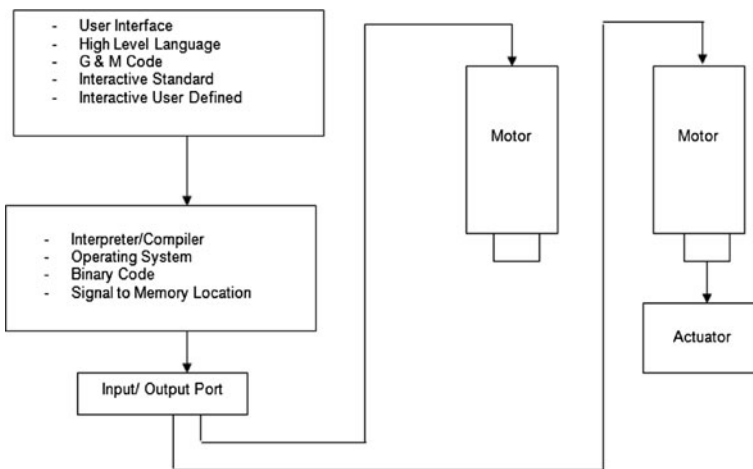 - User Interface
- High Level Language
- G & M Code
- Interactive Standard
- Interactive User Defined
- Interpreter/Compiler
- Operating System
- Binary Code
- Signal to Memory Location
Input/ Output Port
Motor
Motor
Actuator